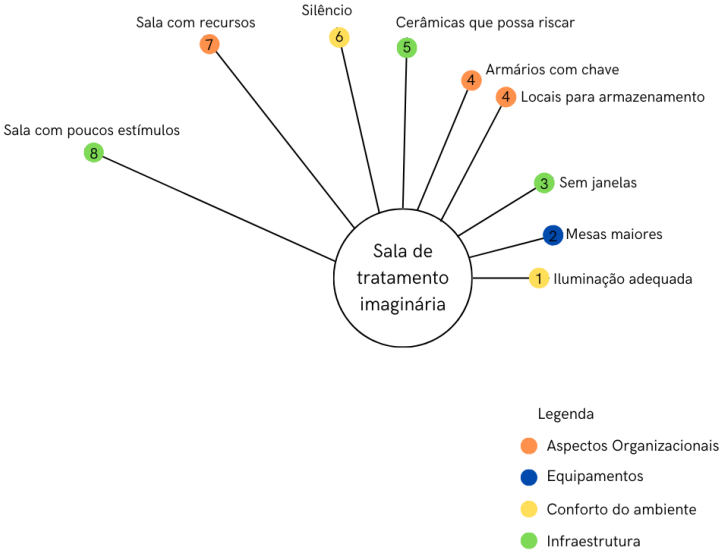 Silêncio
Sala com recursos
Cerâmicas que possa riscar
6
7
5
Armários com chave
4
4
Locais para armazenamento
Sala com poucos estímulos
8
3
Sem janelas
2
Mesas maiores
Sala de
tratamento
imaginária
1
Iluminação adequada
Legenda
Aspectos Organizacionais
Equipamentos
Conforto do ambiente
Infraestrutura